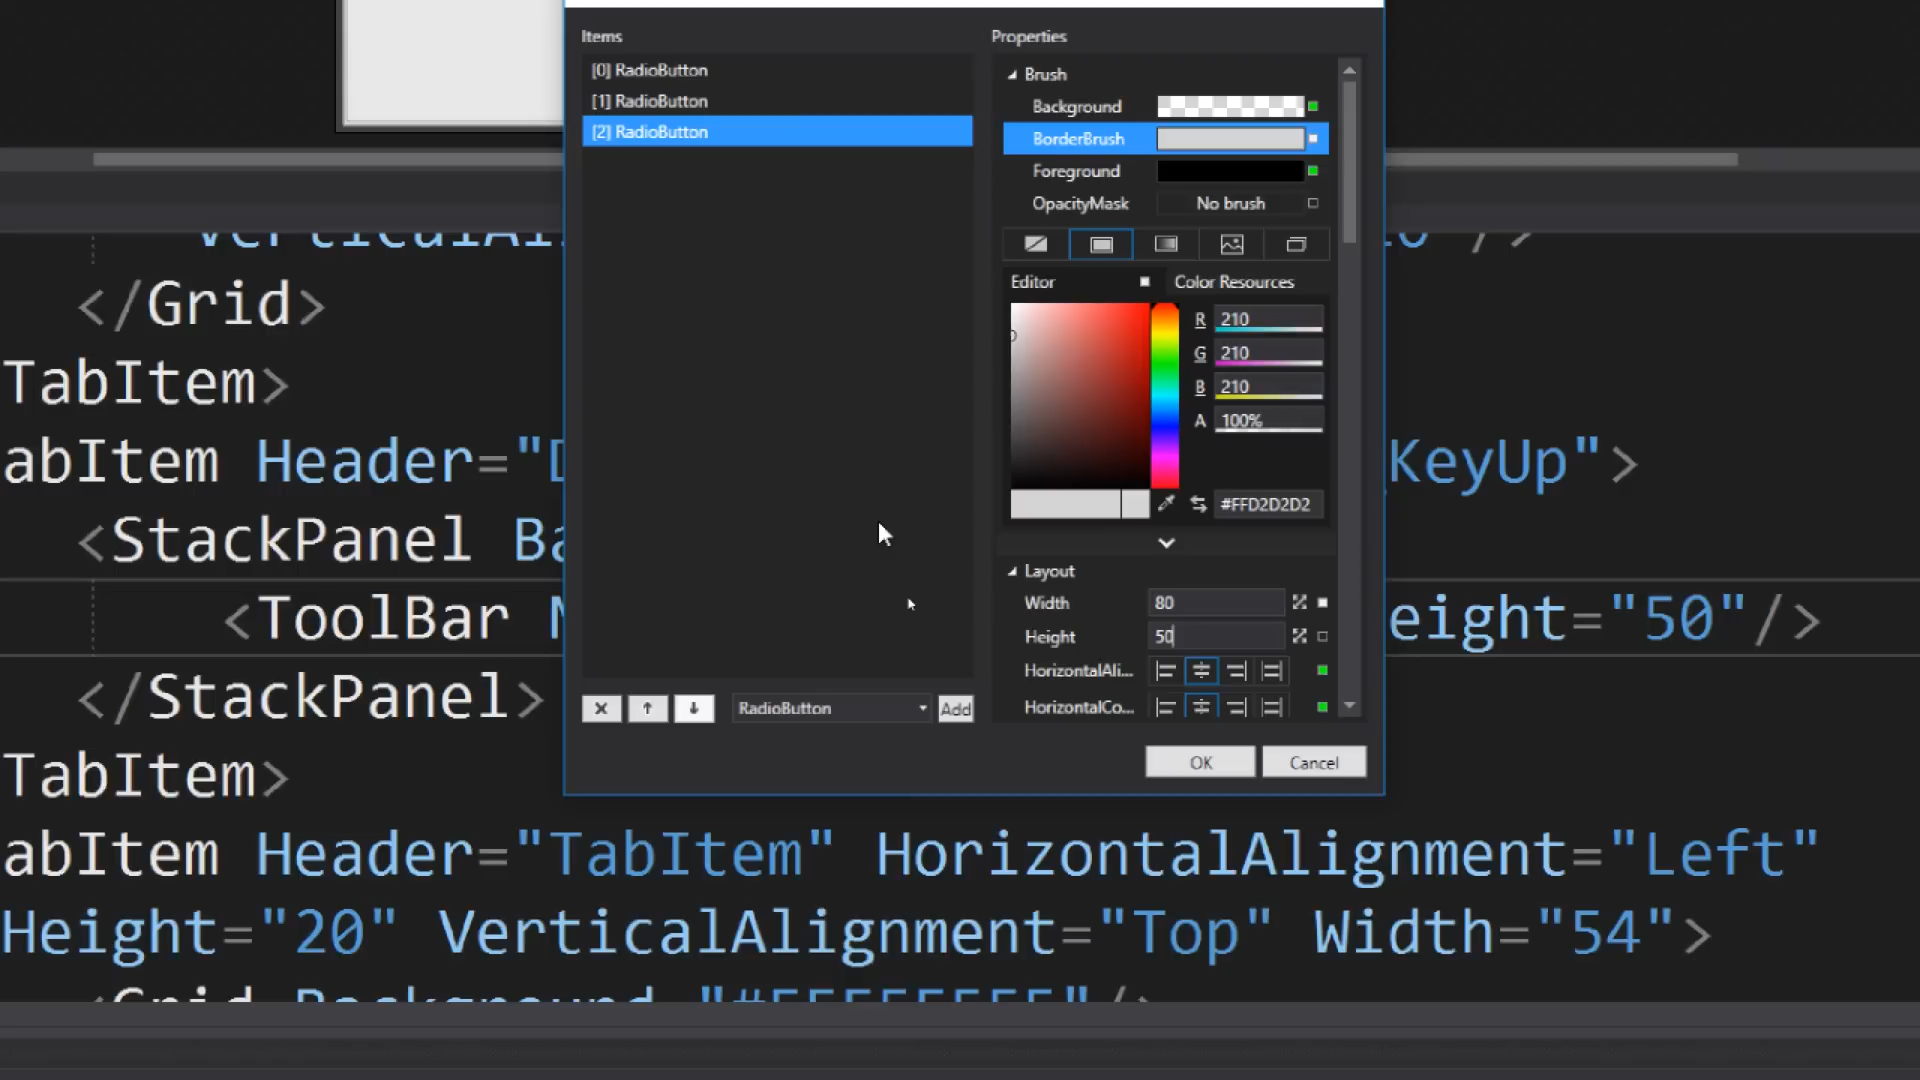 Items
[0] RadioButton
[1] RadioButton
[2] RadioButton
RadioButton
Add
Properties
Brush
Background
BorderBrush
Foreground
OpacityMask No brush
Editor
Color Resources
R 210
G 210
B 210
A 100%
#FFD2D2D2
Layout
Width 80
Height 50
HorizontalAli...
HorizontalCo...
OK
Cancel
</Grid>
TabItem>
abItem Header=" KeyUp">
<StackPanel Ba
<ToolBar eight="50"/>
</StackPanel>
TabItem>
abItem Header="TabItem" HorizontalAlignment="Left"
Height="20" VerticalAlignment="Top" Width="54">